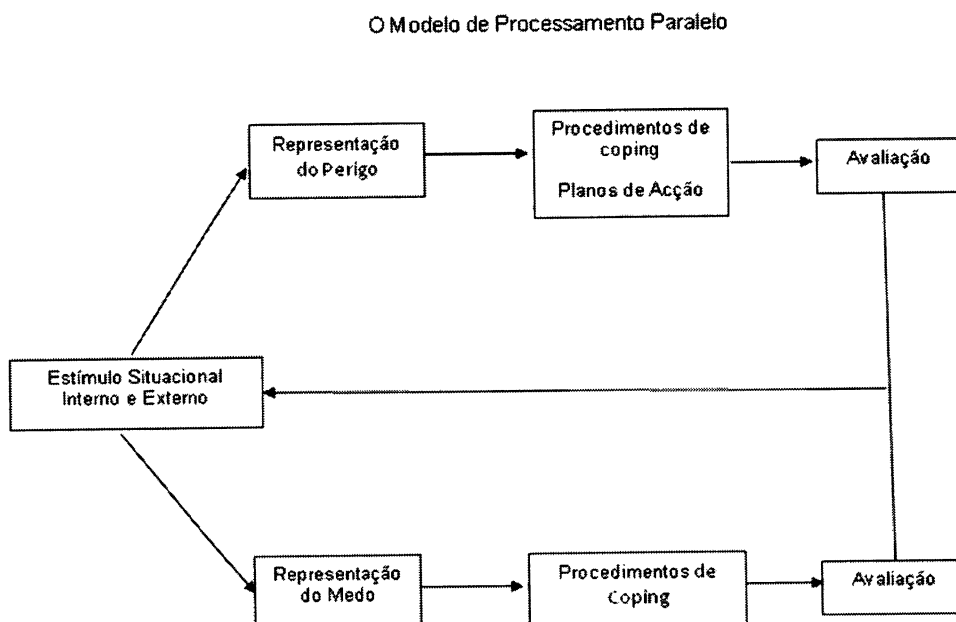 O Modelo de Processamento Paralelo
Representação
do Perigo
Procedimentos de
coping
Planos de Acção
Avaliação
Estímulo Situacional
Interno e Externo
Representação
do Medo
Procedimentos de
Coping
Avaliação